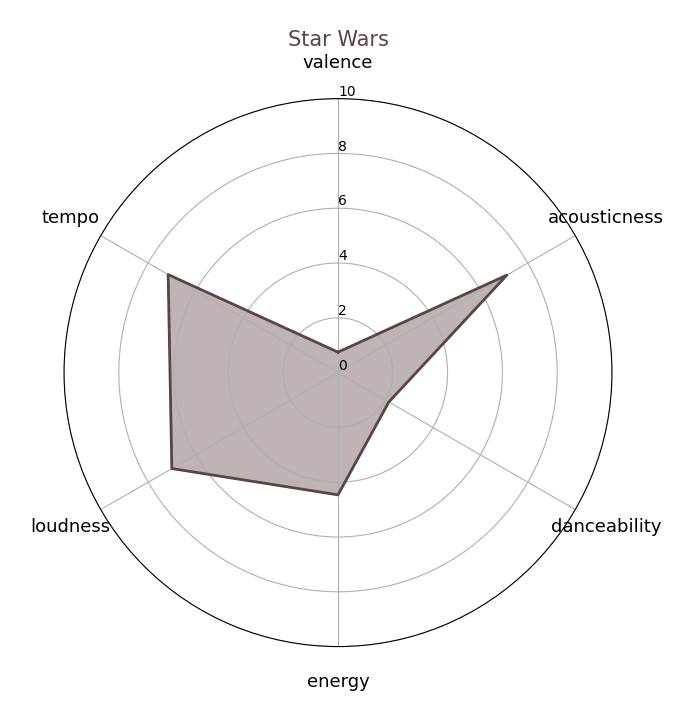 Star Wars
valence
10
8
6
4
2
0
tempo
acousticness
loudness
danceability
energy